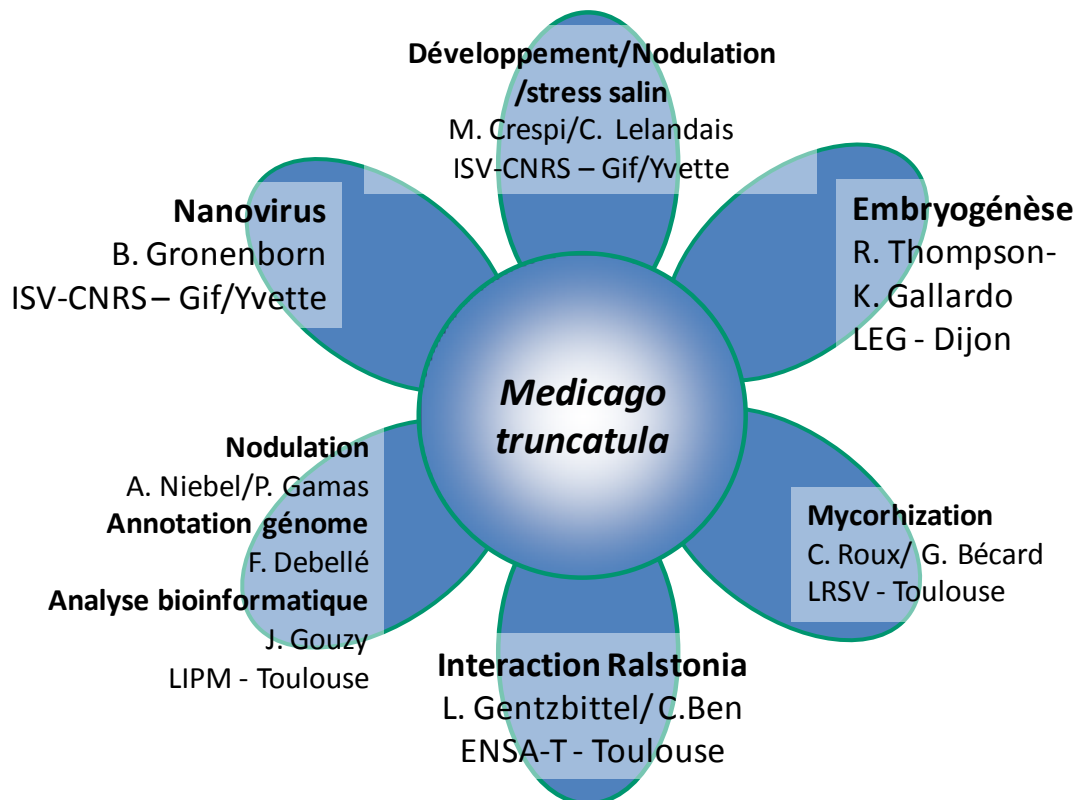 Développement/Nodulation
/stress salin
M. Crespi/C. Lelandais
ISV-CNRS – Gif/Yvette
Nanovirus
B. Gronenborn
ISV-CNRS – Gif/Yvette
Embryogénèse
R. Thompson-
K. Gallardo
LEG - Dijon
Medicago
truncatula
Nodulation
A. Niebel/P. Gamas
Annotation génome
F. Debellé
Analyse bioinformatique
J. Gouzy
LIPM - Toulouse
Mycorhization
C. Roux/ G. Bécard
LRSV - Toulouse
Interaction Ralstonia
L. Gentzbittel/ C.Ben
ENSA-T - Toulouse